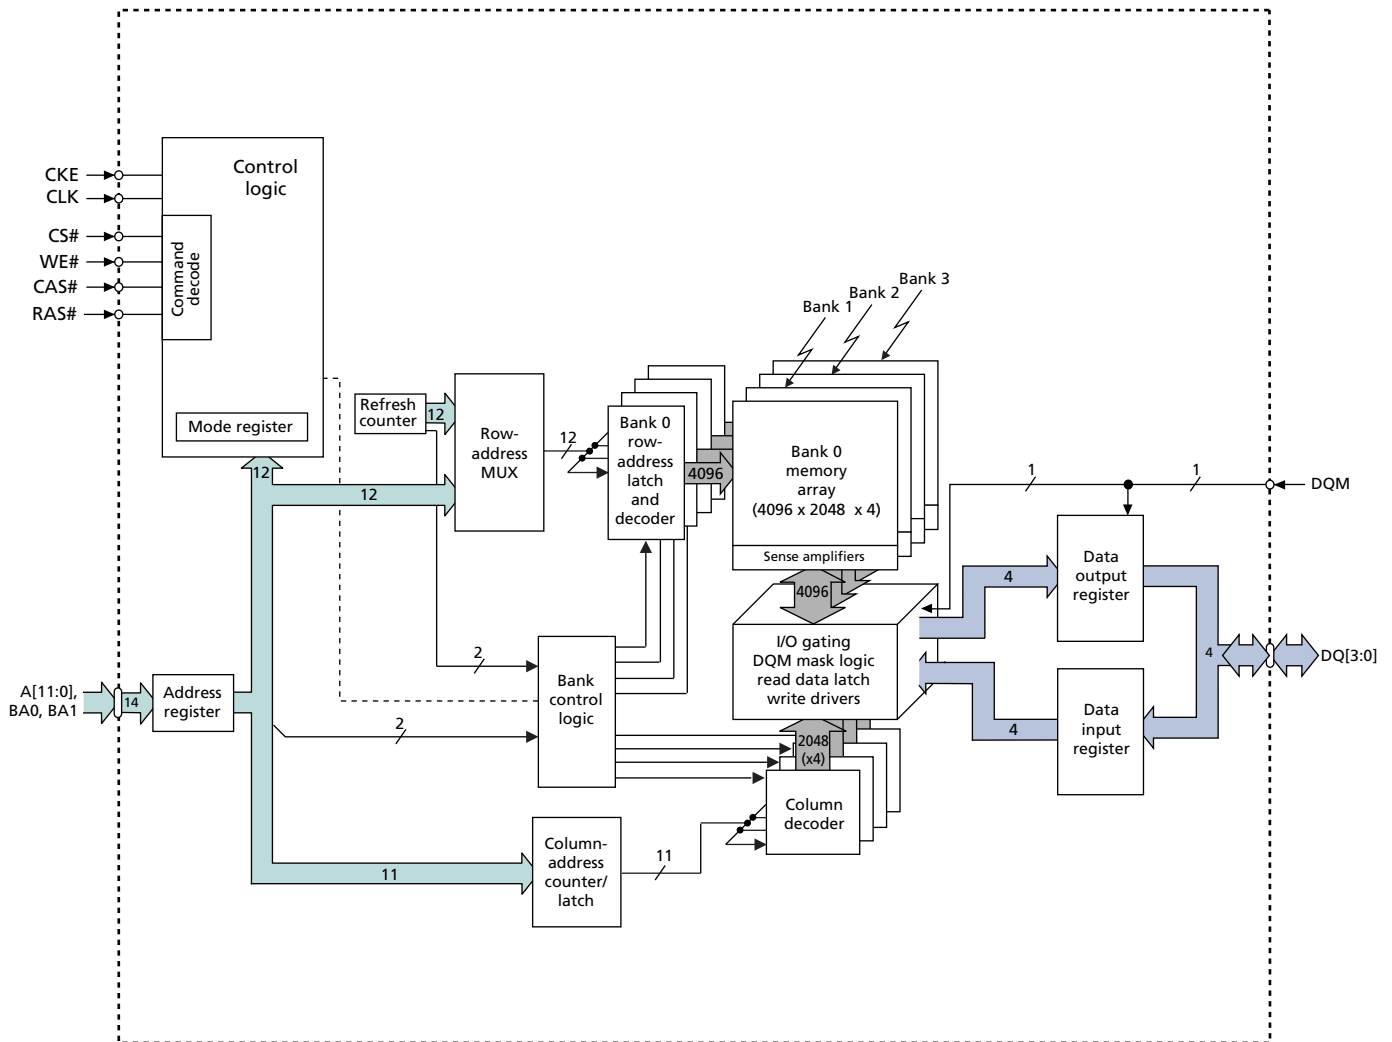 Control
logic
CKE
CLK
CS#
WE#
CAS#
RAS#
Command
decode
Mode register
Bank 1
Bank 2
Bank 3
Refresh
counter
12
Row-
address
MUX
12
Bank 0
row-
address
latch
and
decoder
4096
Bank 0
memory
array
(4096 x 2048 x 4)
Sense amplifiers
12
12
4096
1
1
DQM
4
Data
output
register
I/O gating
DQM mask logic
read data latch
write drivers
2
Bank
control
logic
4
DQ[3:0]
A[11:0],
BA0, BA1
14
Address
register
2
4
Data
input
register
2048
(x4)
Column
decoder
11
Column-
address
counter/
latch
11